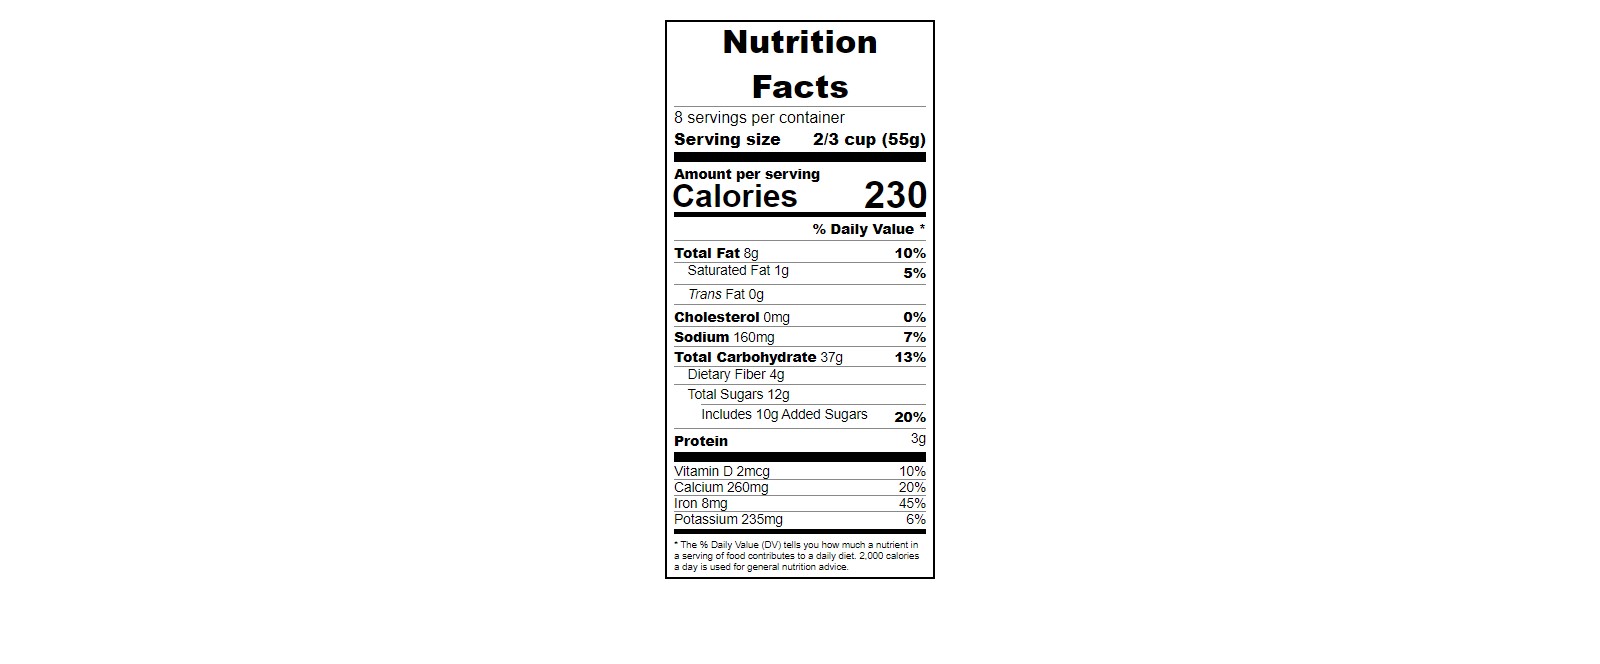 Nutrition
Facts
8 servings per container
Serving size 2/3 cup (55g)
Amount per serving
Calories 230
% Daily Value *
Total Fat 8g 10%
Saturated Fat 1g 5%
Trans Fat 0g
Cholesterol 0mg 0%
Sodium 160mg 7%
Total Carbohydrate 37g 13%
Dietary Fiber 4g
Total Sugars 12g
Includes 10g Added Sugars 20%
Protein 3g
Vitamin D 2mcg 10%
Calcium 260mg 20%
Iron 8mg 45%
Potassium 235mg 6%
* The % Daily Value (DV) tells you how much a nutrient in
a serving of food contributes to a daily diet. 2,000 calories
a day is used for general nutrition advice.